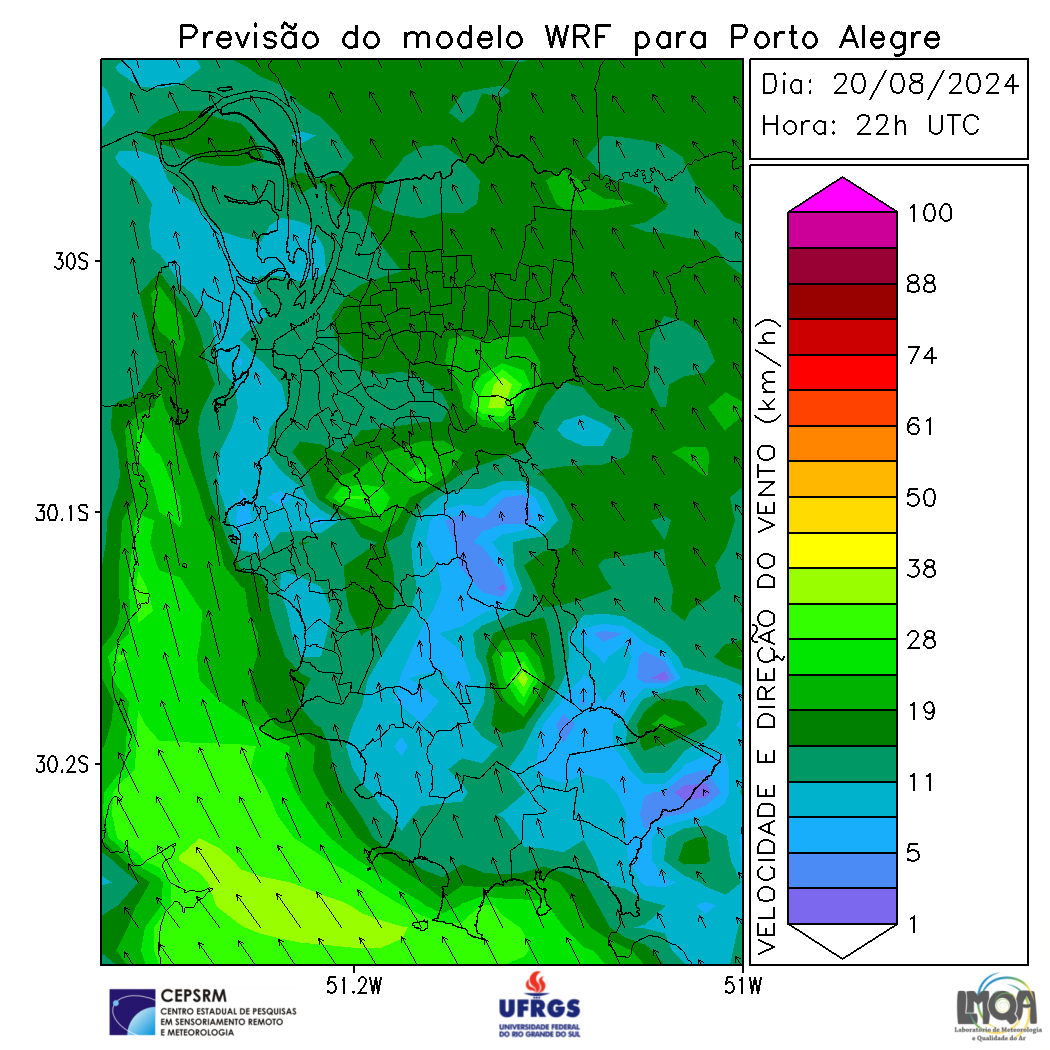 Previsão do modelo WRF para Porto Alegre
Dia: 20/08/2024
Hora: 22h UTC
30S
30.1S
30.2S
51.2W
51W
VELOCIDADE E DIREÇÃO DO VENTO (km/h)
100
88
74
61
50
38
28
19
11
5
1
CEPSRM
CENTRO ESTADUAL DE PESQUISAS
EM SENSORIAMENTO REMOTO
E METEOROLOGIA
UFRGS
UNIVERSIDADE FEDERAL
DO RIO GRANDE DO SUL
LMQA
Laboratório de Meteorologia
e Qualidade do Ar